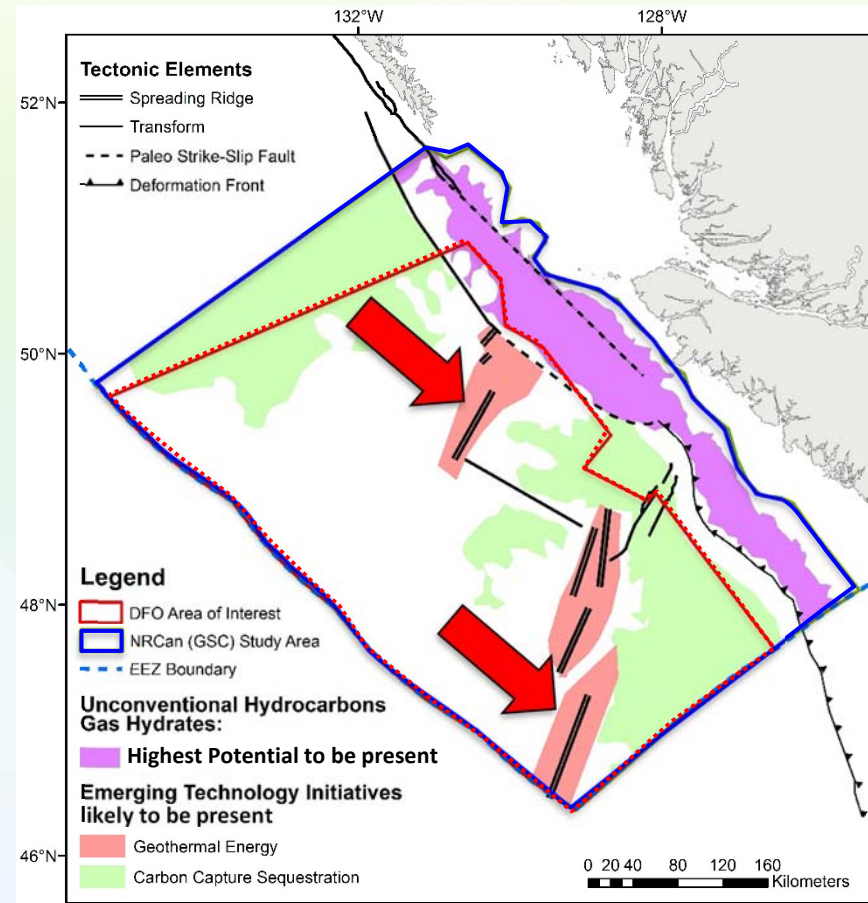 132°W
128°W
52°N
50°N
48°N
46°N
Tectonic Elements
Spreading Ridge
Transform
Paleo Strike-Slip Fault
Deformation Front
Legend
DFO Area of Interest
NRCan (GSC) Study Area
EEZ Boundary
Unconventional Hydrocarbons
Gas Hydrates:
Highest Potential to be present
Emerging Technology Initiatives
likely to be present
Geothermal Energy
Carbon Capture Sequestration
0 20 40 80 120 160
Kilometers